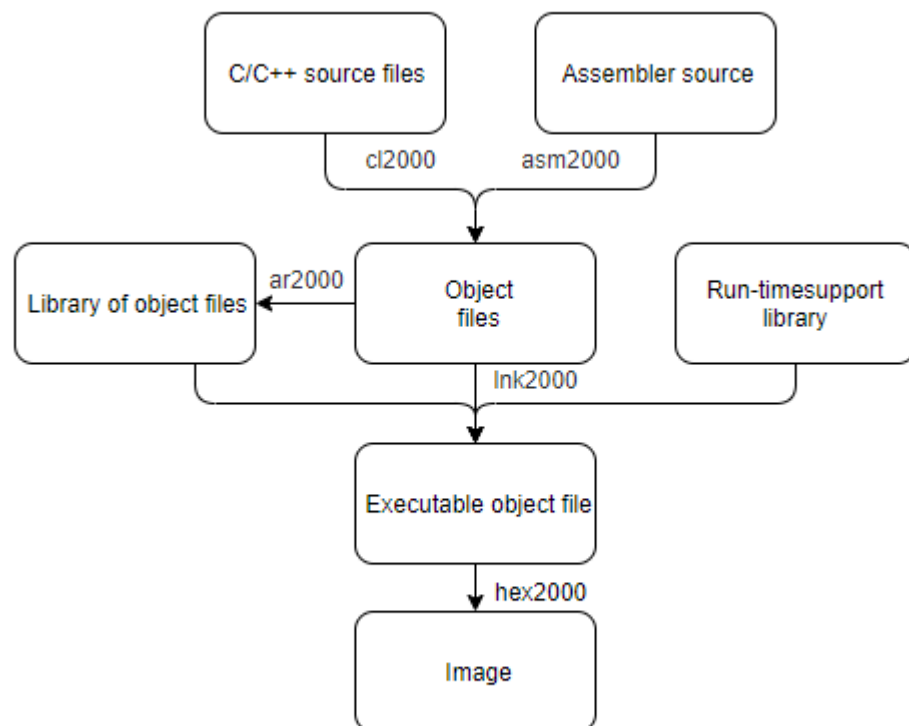 C/C++ source files
Assembler source
cl2000
asm2000
Library of object files
ar2000
Object
files
Run-timesupport
library
lnk2000
Executable object file
hex2000
Image